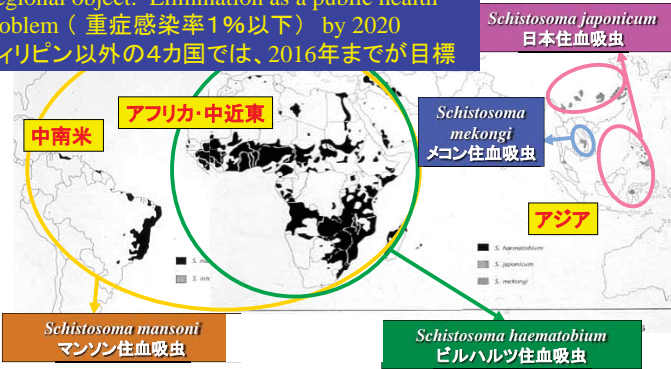 egional object: Elimination as a public health
oblem（重症感染率１％以下） by 2020
ィリピン以外の４カ国では、2016年までが目標
Schistosoma japonicum
日本住血吸虫
アフリカ・中近東
中南米
Schistosoma
mekongi
メコン住血吸虫
アジア
S. haematobium
S. japonicum
S. mekongi
Schistosoma mansoni
マンソン住血吸虫
Schistosoma haematobium
ビルハルツ住血吸虫